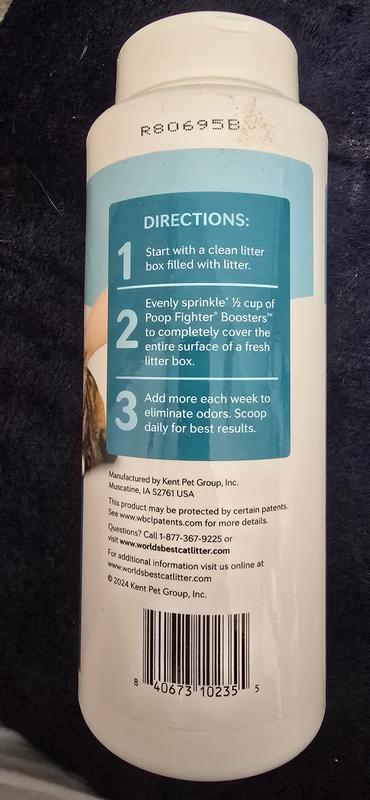 R80695B
DIRECTIONS:
1 Start with a clean litter
box filled with litter.
2 Evenly sprinkle* ½ cup of
Poop Fighter® Boosters™
to completely cover the
entire surface of a fresh
litter box.
3 Add more each week to
eliminate odors. Scoop
daily for best results.
Manufactured by Kent Pet Group, Inc.
Muscatine, IA 52761 USA
This product may be protected by certain patents.
See www.wbclpatents.com for more details.
Questions? Call 1-877-367-9225 or
visit www.worldsbestcatlitter.com
For additional information visit us online at
www.worldsbestcatlitter.com
© 2024 Kent Pet Group, Inc.
8 40673 10235 5